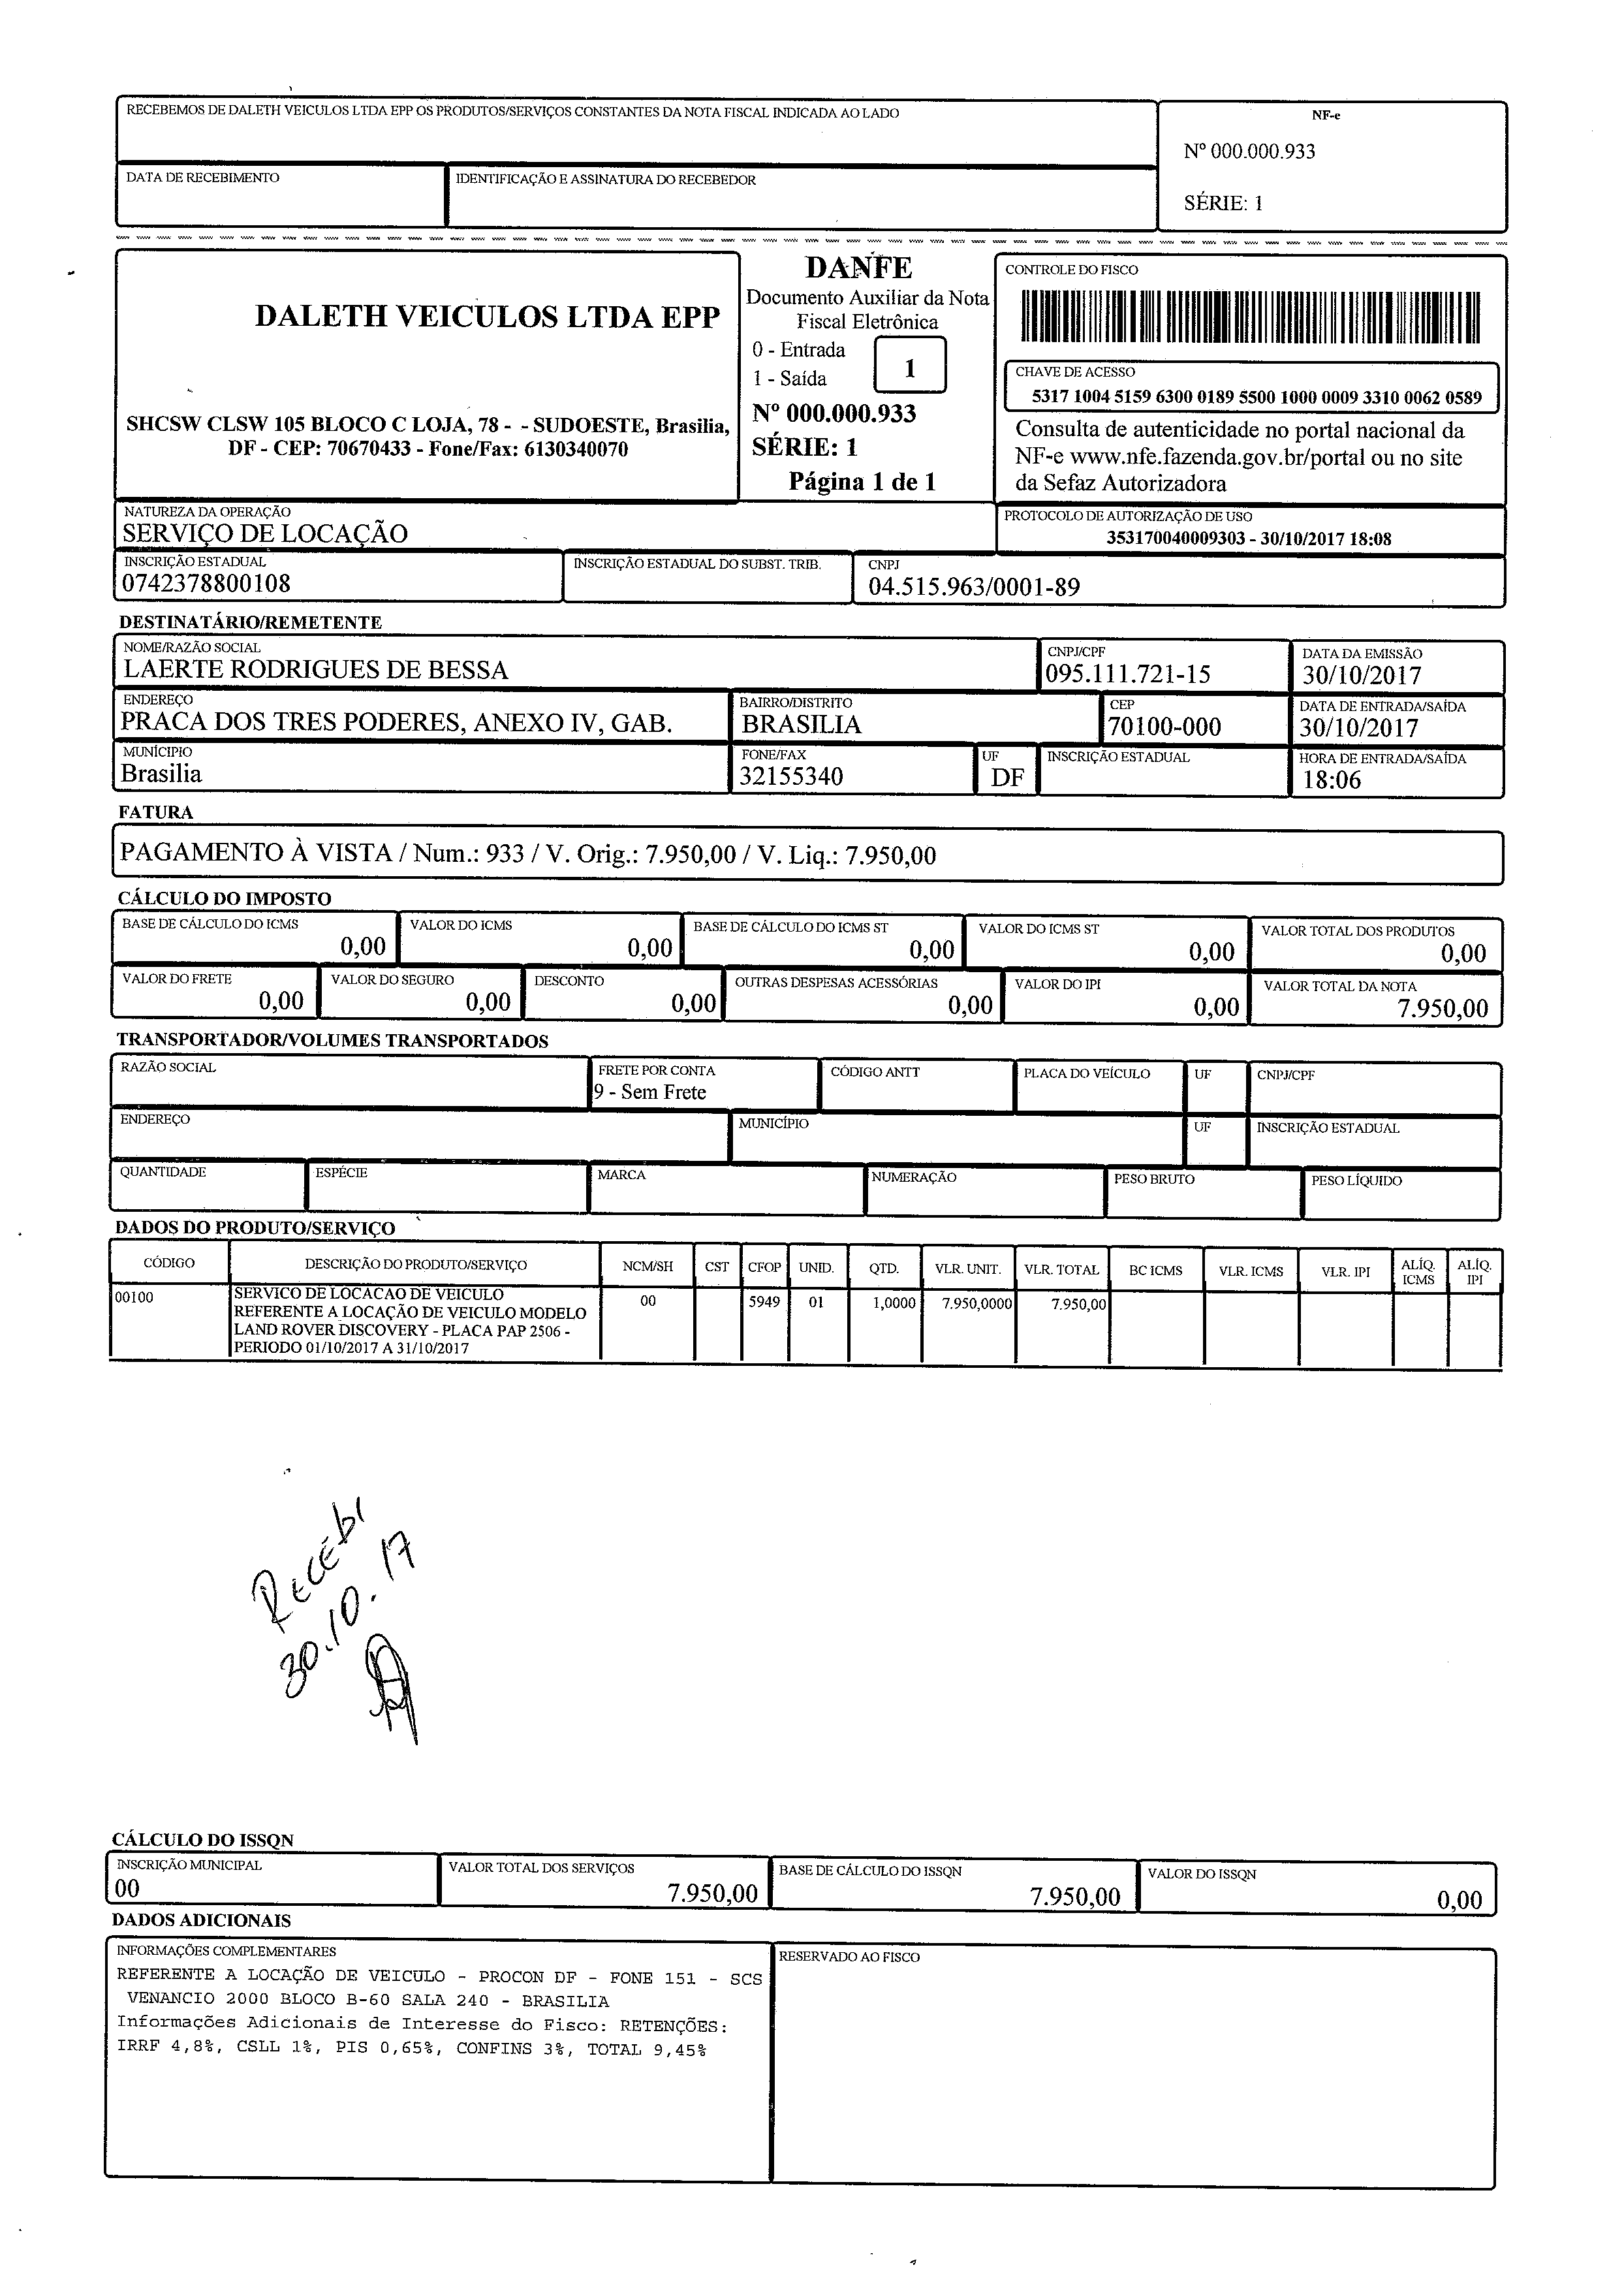 RECEBEMOS DE DALETH VEICULOS LTDA EPP OS PRODUTOS/SERVIÇOS CONSTANTES DA NOTA FISCAL INDICADA AO LADO
NF-e
Nº 000.000.933
SÉRIE: 1
DATA DE RECEBIMENTO
IDENTIFICAÇÃO E ASSINATURA DO RECEBEDOR
DALETH VEICULOS LTDA EPP
SHCSW CLSW 105 BLOCO C LOJA, 78 - - SUDOESTE, Brasilia,
DF - CEP: 70670433 - Fone/Fax: 6130340070
DANFE
Documento Auxiliar da Nota
Fiscal Eletrônica
0 - Entrada
1 - Saída
1
Nº 000.000.933
SÉRIE: 1
Página 1 de 1
CONTROLE DO FISCO
CHAVE DE ACESSO
5317 1004 5159 6300 0189 5500 1000 0009 3310 0062 0589
Consulta de autenticidade no portal nacional da
NF-e www.nfe.fazenda.gov.br/portal ou no site
da Sefaz Autorizadora
NATUREZA DA OPERAÇÃO
SERVIÇO DE LOCAÇÃO
PROTOCOLO DE AUTORIZAÇÃO DE USO
353170040009303 - 30/10/2017 18:08
INSCRIÇÃO ESTADUAL
0742378800108
INSCRIÇÃO ESTADUAL DO SUBST. TRIB.
CNPJ
04.515.963/0001-89
DESTINATÁRIO/REMETENTE
NOME/RAZÃO SOCIAL
LAERTE RODRIGUES DE BESSA
CNPJ/CPF
095.111.721-15
DATA DA EMISSÃO
30/10/2017
ENDEREÇO
PRACA DOS TRES PODERES, ANEXO IV, GAB.
BAIRRO/DISTRITO
BRASILIA
CEP
70100-000
DATA DE ENTRADA/SAÍDA
30/10/2017
MUNÍCIPIO
Brasilia
FONE/FAX
32155340
UF
DF
INSCRIÇÃO ESTADUAL
HORA DE ENTRADA/SAÍDA
18:06
FATURA
PAGAMENTO À VISTA / Num.: 933 / V. Orig.: 7.950,00 / V. Liq.: 7.950,00
CÁLCULO DO IMPOSTO
BASE DE CÁLCULO DO ICMS
0,00
VALOR DO ICMS
0,00
BASE DE CÁLCULO DO ICMS ST
0,00
VALOR DO ICMS ST
0,00
VALOR TOTAL DOS PRODUTOS
0,00
VALOR DO FRETE
0,00
VALOR DO SEGURO
0,00
DESCONTO
0,00
OUTRAS DESPESAS ACESSÓRIAS
0,00
VALOR DO IPI
0,00
VALOR TOTAL DA NOTA
7.950,00
TRANSPORTADOR/VOLUMES TRANSPORTADOS
RAZÃO SOCIAL
FRETE POR CONTA
9 - Sem Frete
CÓDIGO ANTT
PLACA DO VEÍCULO
UF
CNPJ/CPF
ENDEREÇO
MUNICÍPIO
UF
INSCRIÇÃO ESTADUAL
QUANTIDADE
ESPÉCIE
MARCA
NUMERAÇÃO
PESO BRUTO
PESO LÍQUIDO
DADOS DO PRODUTO/SERVIÇO
CÓDIGO DESCRIÇÃO DO PRODUTO/SERVIÇO NCM/SH CST CFOP UNID. QTD. VLR. UNIT. VLR. TOTAL BC ICMS VLR. ICMS VLR. IPI ALÍQ. ICMS ALÍQ. IPI
00100 SERVICO DE LOCACAO DE VEICULO 00 5949 01 1,0000 7.950,0000 7.950,00
REFERENTE A LOCAÇÃO DE VEICULO MODELO
LAND ROVER DISCOVERY - PLACA PAP 2506 -
PERIODO 01/10/2017 A 31/10/2017
RECEBI
30.10.17
CÁLCULO DO ISSQN
INSCRIÇÃO MUNICIPAL
00
VALOR TOTAL DOS SERVIÇOS
7.950,00
BASE DE CÁLCULO DO ISSQN
7.950,00
VALOR DO ISSQN
0,00
DADOS ADICIONAIS
INFORMAÇÕES COMPLEMENTARES
REFERENTE A LOCAÇÃO DE VEICULO - PROCON DF - FONE 151 - SCS
VENANCIO 2000 BLOCO B-60 SALA 240 - BRASILIA
Informações Adicionais de Interesse do Fisco: RETENÇÕES:
IRRF 4,8%, CSLL 1%, PIS 0,65%, CONFINS 3%, TOTAL 9,45%
RESERVADO AO FISCO